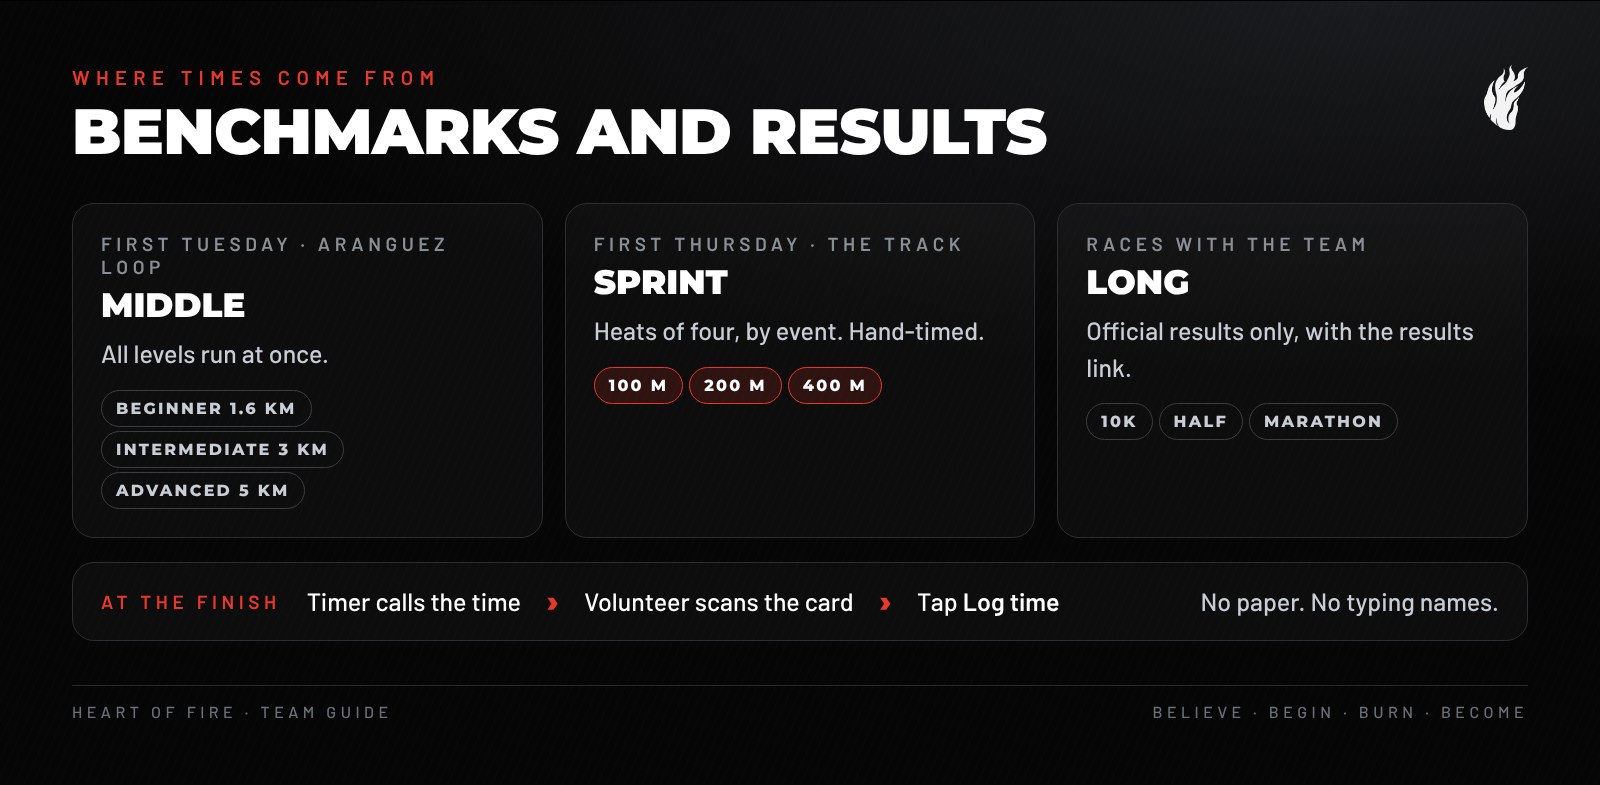 WHERE TIMES COME FROM
BENCHMARKS AND RESULTS
FIRST TUESDAY · ARANGUEZ
LOOP
MIDDLE
All levels run at once.
BEGINNER 1.6 KM
INTERMEDIATE 3 KM
ADVANCED 5 KM
FIRST THURSDAY · THE TRACK
SPRINT
Heats of four, by event. Hand-timed.
100 M 200 M 400 M
RACES WITH THE TEAM
LONG
Official results only, with the results
link.
10K HALF MARATHON
AT THE FINISH Timer calls the time › Volunteer scans the card › Tap Log time No paper. No typing names.
HEART OF FIRE · TEAM GUIDE BELIEVE · BEGIN · BURN · BECOME